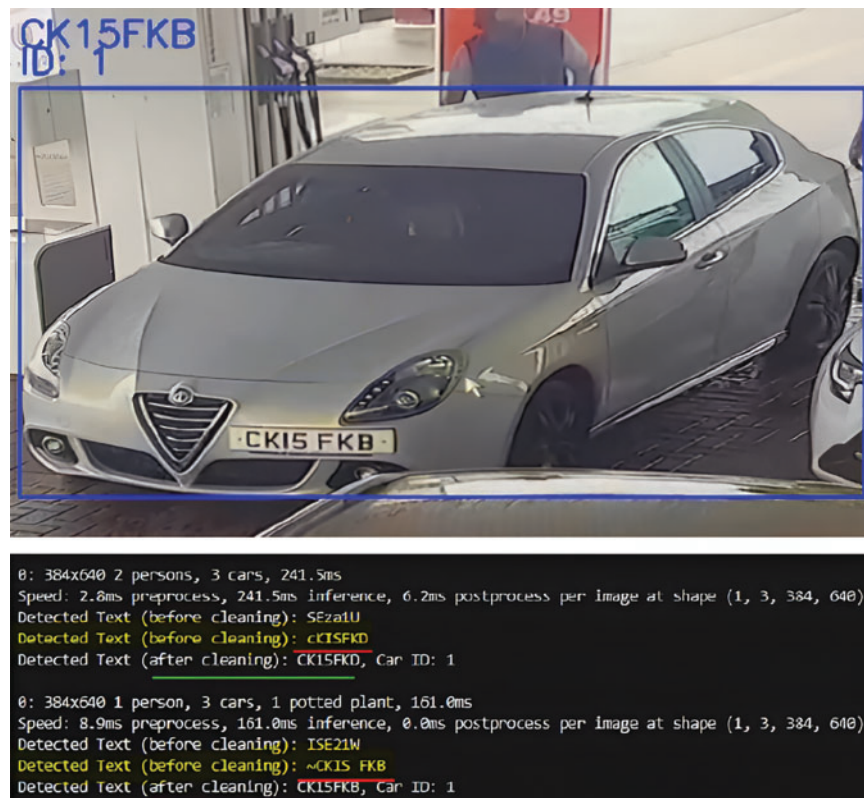 CK15FKB
ID: 1
49
CK15 FKB
0: 384x640 2 persons, 3 cars, 241.5ms
Speed: 2.8ms preprocess, 241.5ms inference, 6.2ms postprocess per image at shape (1, 3, 384, 640)
Detected Text (before cleaning): SEza1U
Detected Text (before cleaning): cKISFKD
Detected Text (after cleaning): CK15FKD, Car ID: 1
0: 384x640 1 person, 3 cars, 1 potted plant, 161.0ms
Speed: 8.9ms preprocess, 161.0ms inference, 0.0ms postprocess per image at shape (1, 3, 384, 640)
Detected Text (before cleaning): ISE21W
Detected Text (before cleaning): ~CKIS FKB
Detected Text (after cleaning): CK15FKB, Car ID: 1